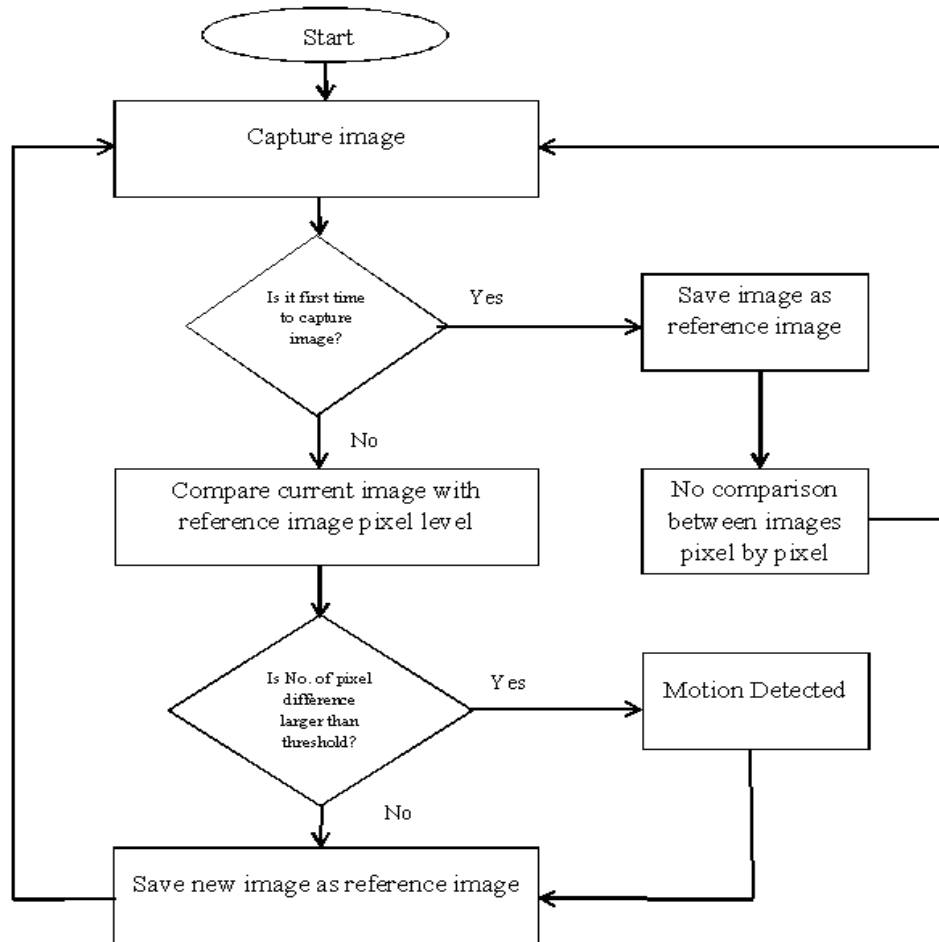 Start
Capture image
Is it first time
to capture
image?
Yes
Save image as
reference image
No
Compare current image with
reference image pixel level
No comparison
between images
pixel by pixel
Is No. of pixel
difference
larger than
threshold?
Yes
Motion Detected
No
Save new image as reference image